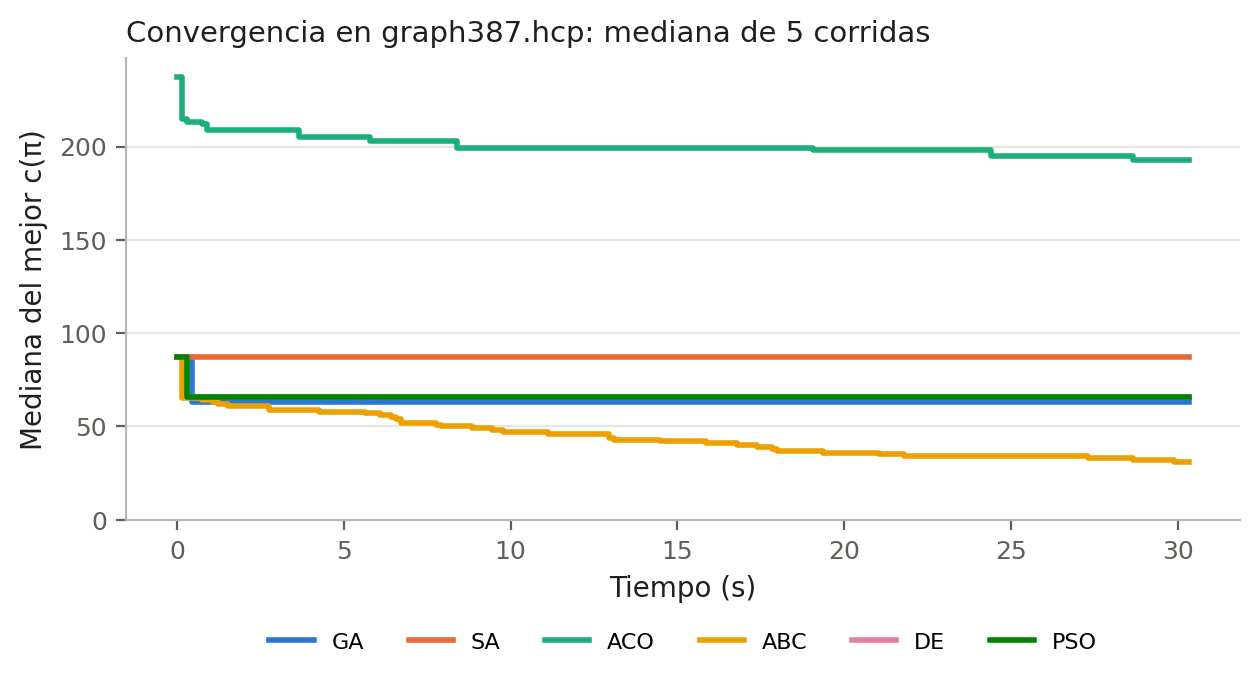 Convergencia en graph387.hcp: mediana de 5 corridas
Mediana del mejor c(π)
200
150
100
50
0
0 5 10 15 20 25 30
Tiempo (s)
GA SA ACO ABC DE PSO